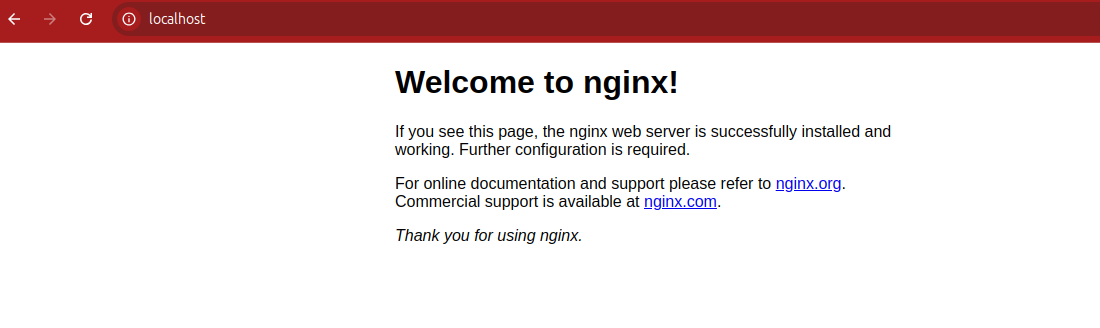 localhost
Welcome to nginx!
If you see this page, the nginx web server is successfully installed and
working. Further configuration is required.
For online documentation and support please refer to nginx.org.
Commercial support is available at nginx.com.
Thank you for using nginx.